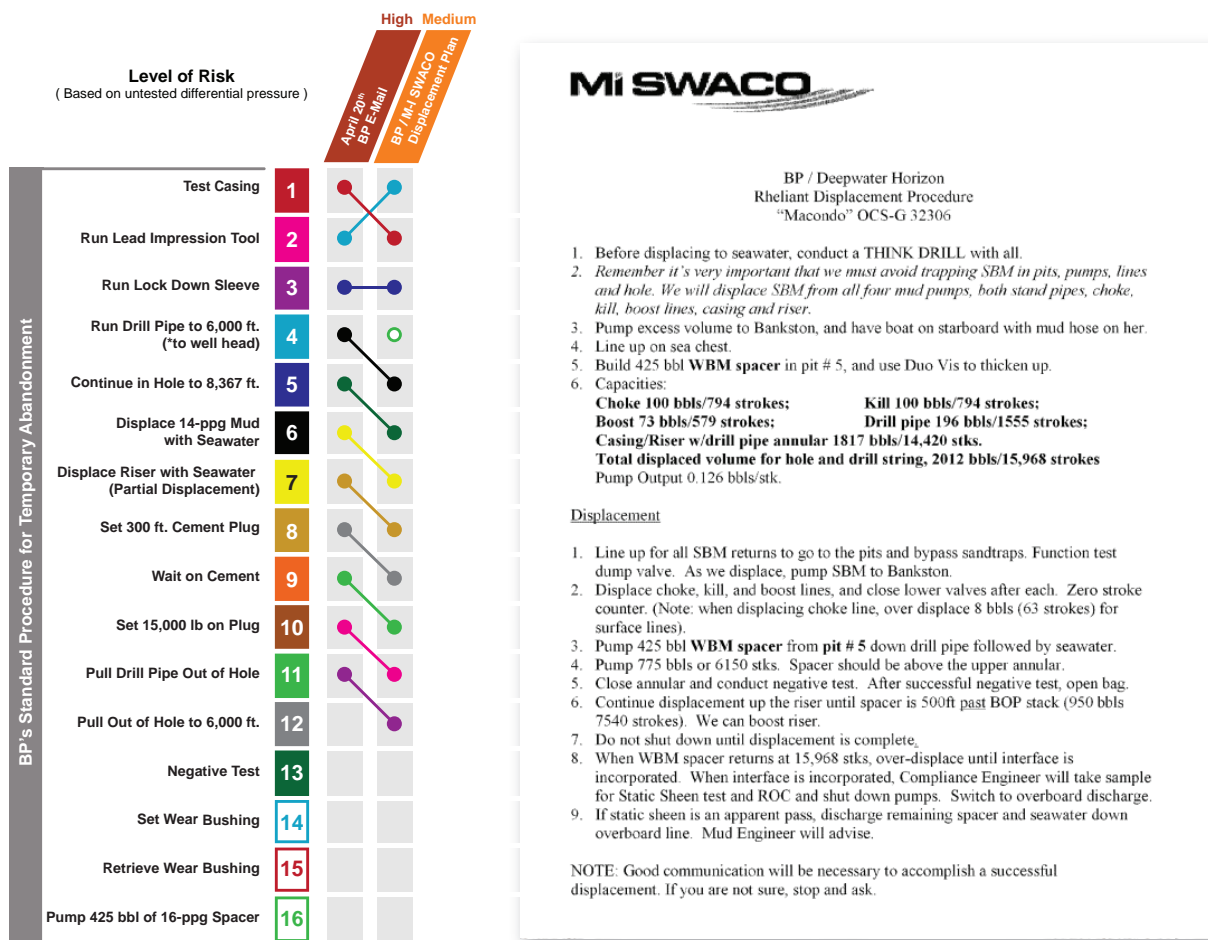 High Medium
April 20th
BP E-Mail
BP / M-I SWACO
Displacement Plan
Level of Risk
( Based on untested differential pressure )
BP's Standard Procedure for Temporary Abandonment
Test Casing 1
Run Lead Impression Tool 2
Run Lock Down Sleeve 3
Run Drill Pipe to 6,000 ft.
(*to well head) 4
Continue in Hole to 8,367 ft. 5
Displace 14-ppg Mud
with Seawater 6
Displace Riser with Seawater
(Partial Displacement) 7
Set 300 ft. Cement Plug 8
Wait on Cement 9
Set 15,000 lb on Plug 10
Pull Drill Pipe Out of Hole 11
Pull Out of Hole to 6,000 ft. 12
Negative Test 13
Set Wear Bushing 14
Retrieve Wear Bushing 15
Pump 425 bbl of 16-ppg Spacer 16
Mi SWACO
BP / Deepwater Horizon
Rheliant Displacement Procedure
“Macondo” OCS-G 32306
1. Before displacing to seawater, conduct a THINK DRILL with all.
2. Remember it's very important that we must avoid trapping SBM in pits, pumps, lines
and hole. We will displace SBM from all four mud pumps, both stand pipes, choke,
kill, boost lines, casing and riser.
3. Pump excess volume to Bankston, and have boat on starboard with mud hose on her.
4. Line up on sea chest.
5. Build 425 bbl WBM spacer in pit # 5, and use Duo Vis to thicken up.
6. Capacities:
Choke 100 bbls/794 strokes; Kill 100 bbls/794 strokes;
Boost 73 bbls/579 strokes; Drill pipe 196 bbls/1555 strokes;
Casing/Riser w/drill pipe annular 1817 bbls/14,420 stks.
Total displaced volume for hole and drill string, 2012 bbls/15,968 strokes
Pump Output 0.126 bbls/stk.
Displacement
1. Line up for all SBM returns to go to the pits and bypass sandtraps. Function test
dump valve. As we displace, pump SBM to Bankston.
2. Displace choke, kill, and boost lines, and close lower valves after each. Zero stroke
counter. (Note: when displacing choke line, over displace 8 bbls (63 strokes) for
surface lines).
3. Pump 425 bbl WBM spacer from pit # 5 down drill pipe followed by seawater.
4. Pump 775 bbls or 6150 stks. Spacer should be above the upper annular.
5. Close annular and conduct negative test. After successful negative test, open bag.
6. Continue displacement up the riser until spacer is 500ft past BOP stack (950 bbls
7540 strokes). We can boost riser.
7. Do not shut down until displacement is complete.
8. When WBM spacer returns at 15,968 stks, over-displace until interface is
incorporated. When interface is incorporated, Compliance Engineer will take sample
for Static Sheen test and ROC and shut down pumps. Switch to overboard discharge.
9. If static sheen is an apparent pass, discharge remaining spacer and seawater down
overboard line. Mud Engineer will advise.
NOTE: Good communication will be necessary to accomplish a successful
displacement. If you are not sure, stop and ask.